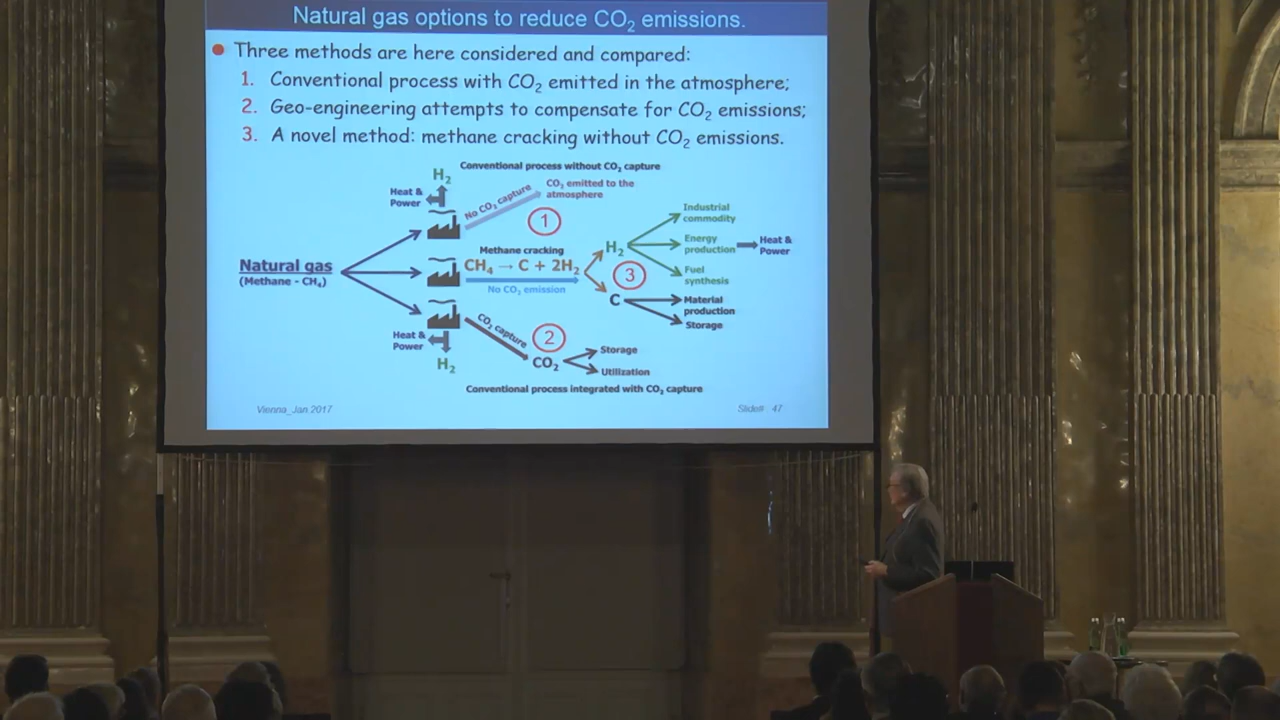 Natural gas options to reduce CO₂ emissions.
Three methods are here considered and compared:
1. Conventional process with CO₂ emitted in the atmosphere;
2. Geo-engineering attempts to compensate for CO₂ emissions;
3. A novel method: methane cracking without CO₂ emissions.
Conventional process without CO₂ capture
H₂
Heat &
Power
No CO₂ capture
CO₂ emitted to the
atmosphere
1
Industrial
commodity
Methane cracking
H₂
Energy
production
Heat &
Power
Natural gas
(Methane - CH₄)
CH₄ → C + 2H₂
3
Fuel
synthesis
No CO₂ emission
C
Material
production
Storage
CO₂ capture
2
Heat &
Power
H₂
CO₂
Storage
Utilization
Conventional process integrated with CO₂ capture
Vienna_Jan 2017
Slide# 47